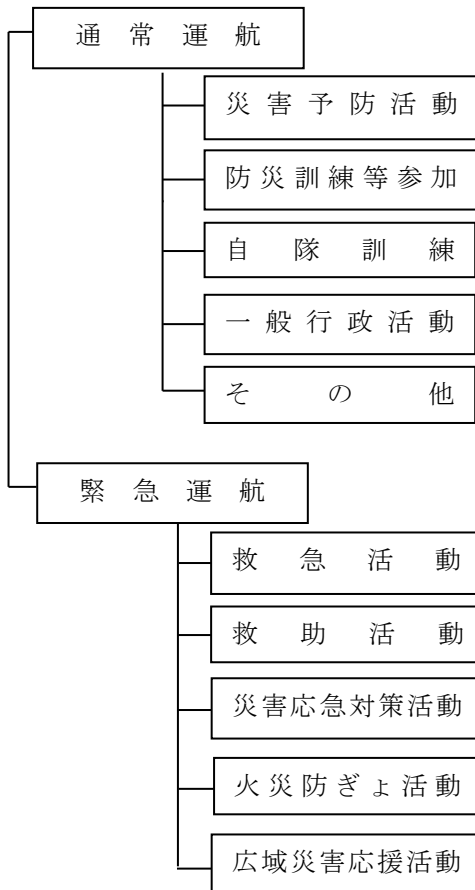 通常運航
災害予防活動
防災訓練等参加
自隊訓練
一般行政活動
その他
緊急運航
救急活動
救助活動
災害応急対策活動
火災防ぎょ活動
広域災害応援活動